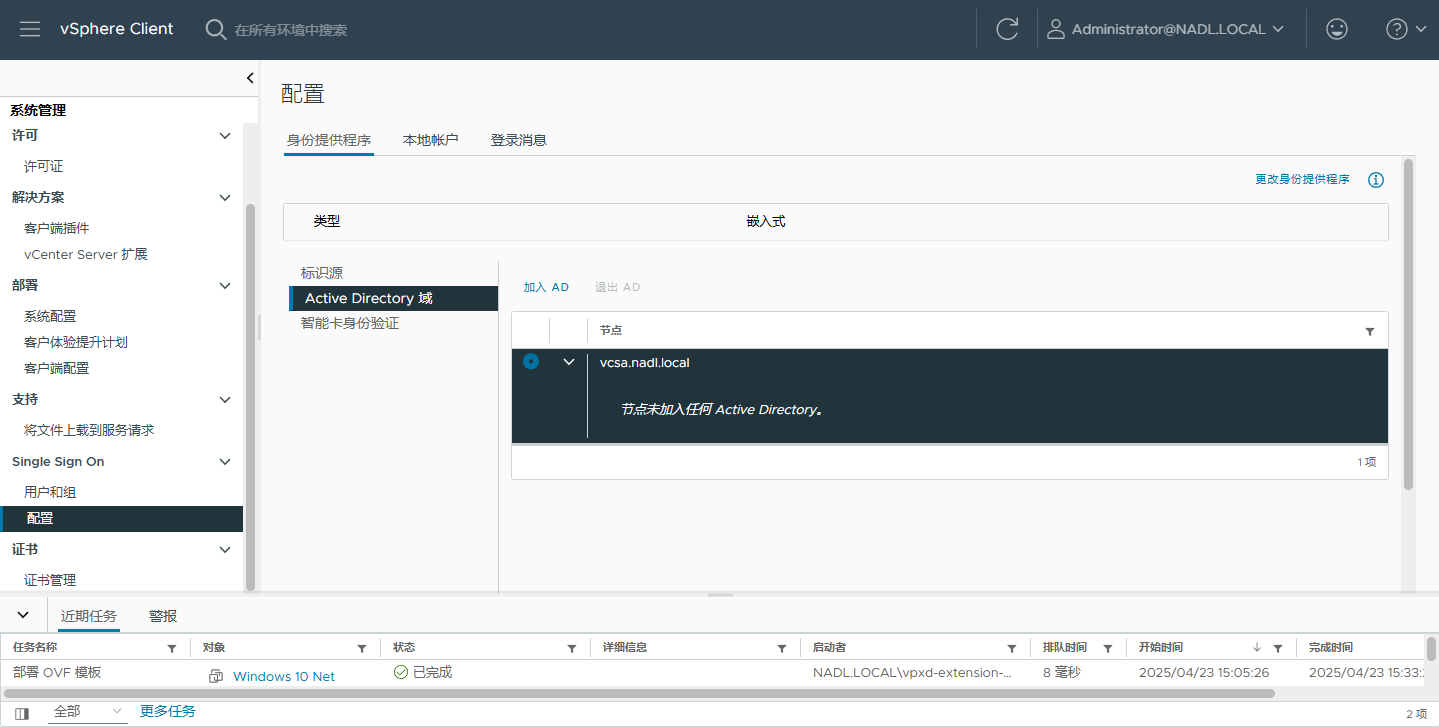 vSphere Client
在所有环境中搜索
Administrator@NADL.LOCAL
系统管理
许可
许可证
解决方案
客户端插件
vCenter Server 扩展
部署
系统配置
客户体验提升计划
客户端配置
支持
将文件上载到服务请求
Single Sign On
用户和组
配置
证书
证书管理
配置
身份提供程序 本地帐户 登录消息
更改身份提供程序
类型 嵌入式
标识源
Active Directory 域
智能卡身份验证
加入 AD 退出 AD
节点
vcsa.nadl.local
节点未加入任何 Active Directory。
1 项
近期任务 警报
任务名称 对象 状态 详细信息 启动者 排队时间 开始时间 完成时间
部署 OVF 模板 Windows 10 Net 已完成 NADL.LOCAL\vpxd-extension-... 8 毫秒 2025/04/23 15:05:26 2025/04/23 15:33:
全部 更多任务 2 项